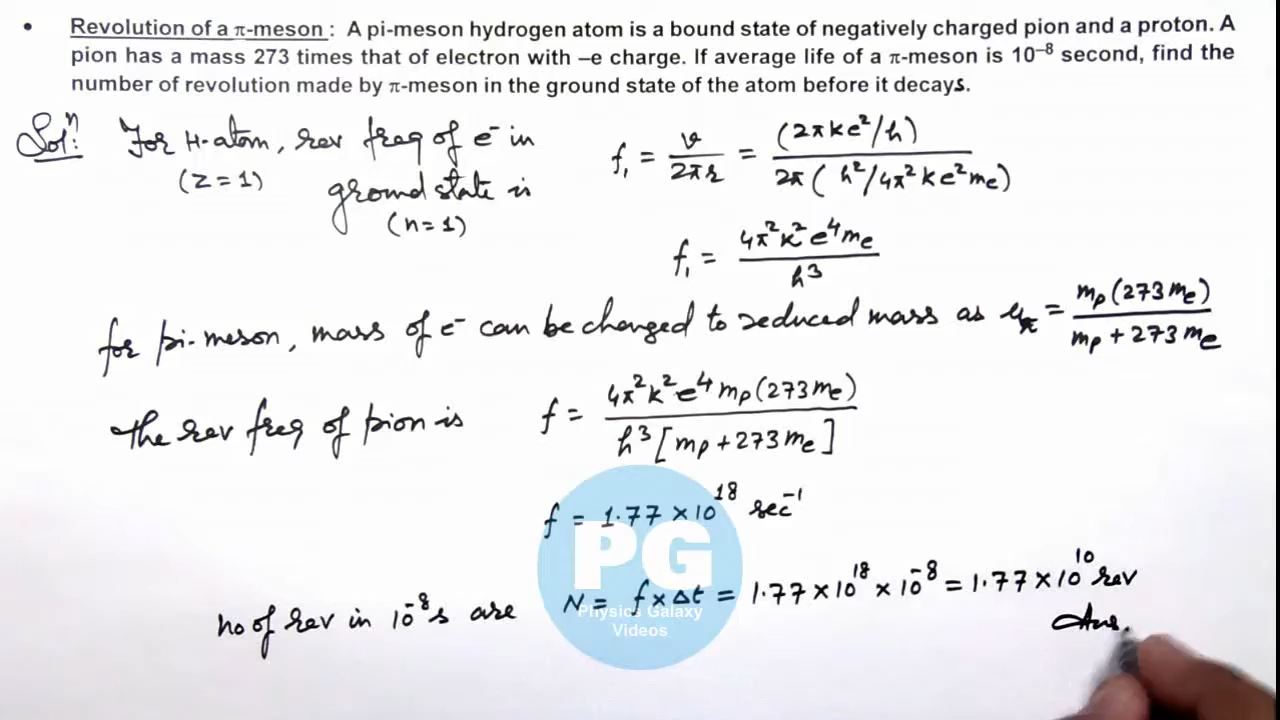 • Revolution of a π-meson : A pi-meson hydrogen atom is a bound state of negatively charged pion and a proton. A
pion has a mass 273 times that of electron with –e charge. If average life of a π-meson is 10⁻⁸ second, find the
number of revolution made by π-meson in the ground state of the atom before it decays.
Solⁿ: For H-atom, rev freq of e⁻ in
(Z=1) ground state is
(n=1)
f₁ = v/2πr = (2πke²/h) / 2π(h²/4π²ke²mₑ)
f₁ = 4π²k²e⁴mₑ / h³
for pi-meson, mass of e⁻ can be changed to reduced mass as μπ = mₚ(273mₑ) / mₚ+273mₑ
The rev freq of pion is f = 4π²k²e⁴mₚ(273mₑ) / h³[mₚ+273mₑ]
f = 1.77 × 10¹⁸ sec⁻¹
no of rev in 10⁻⁸s are N = f × Δt = 1.77×10¹⁸ × 10⁻⁸ = 1.77 × 10¹⁰ rev
Ans.
PG
Physics Galaxy
Videos